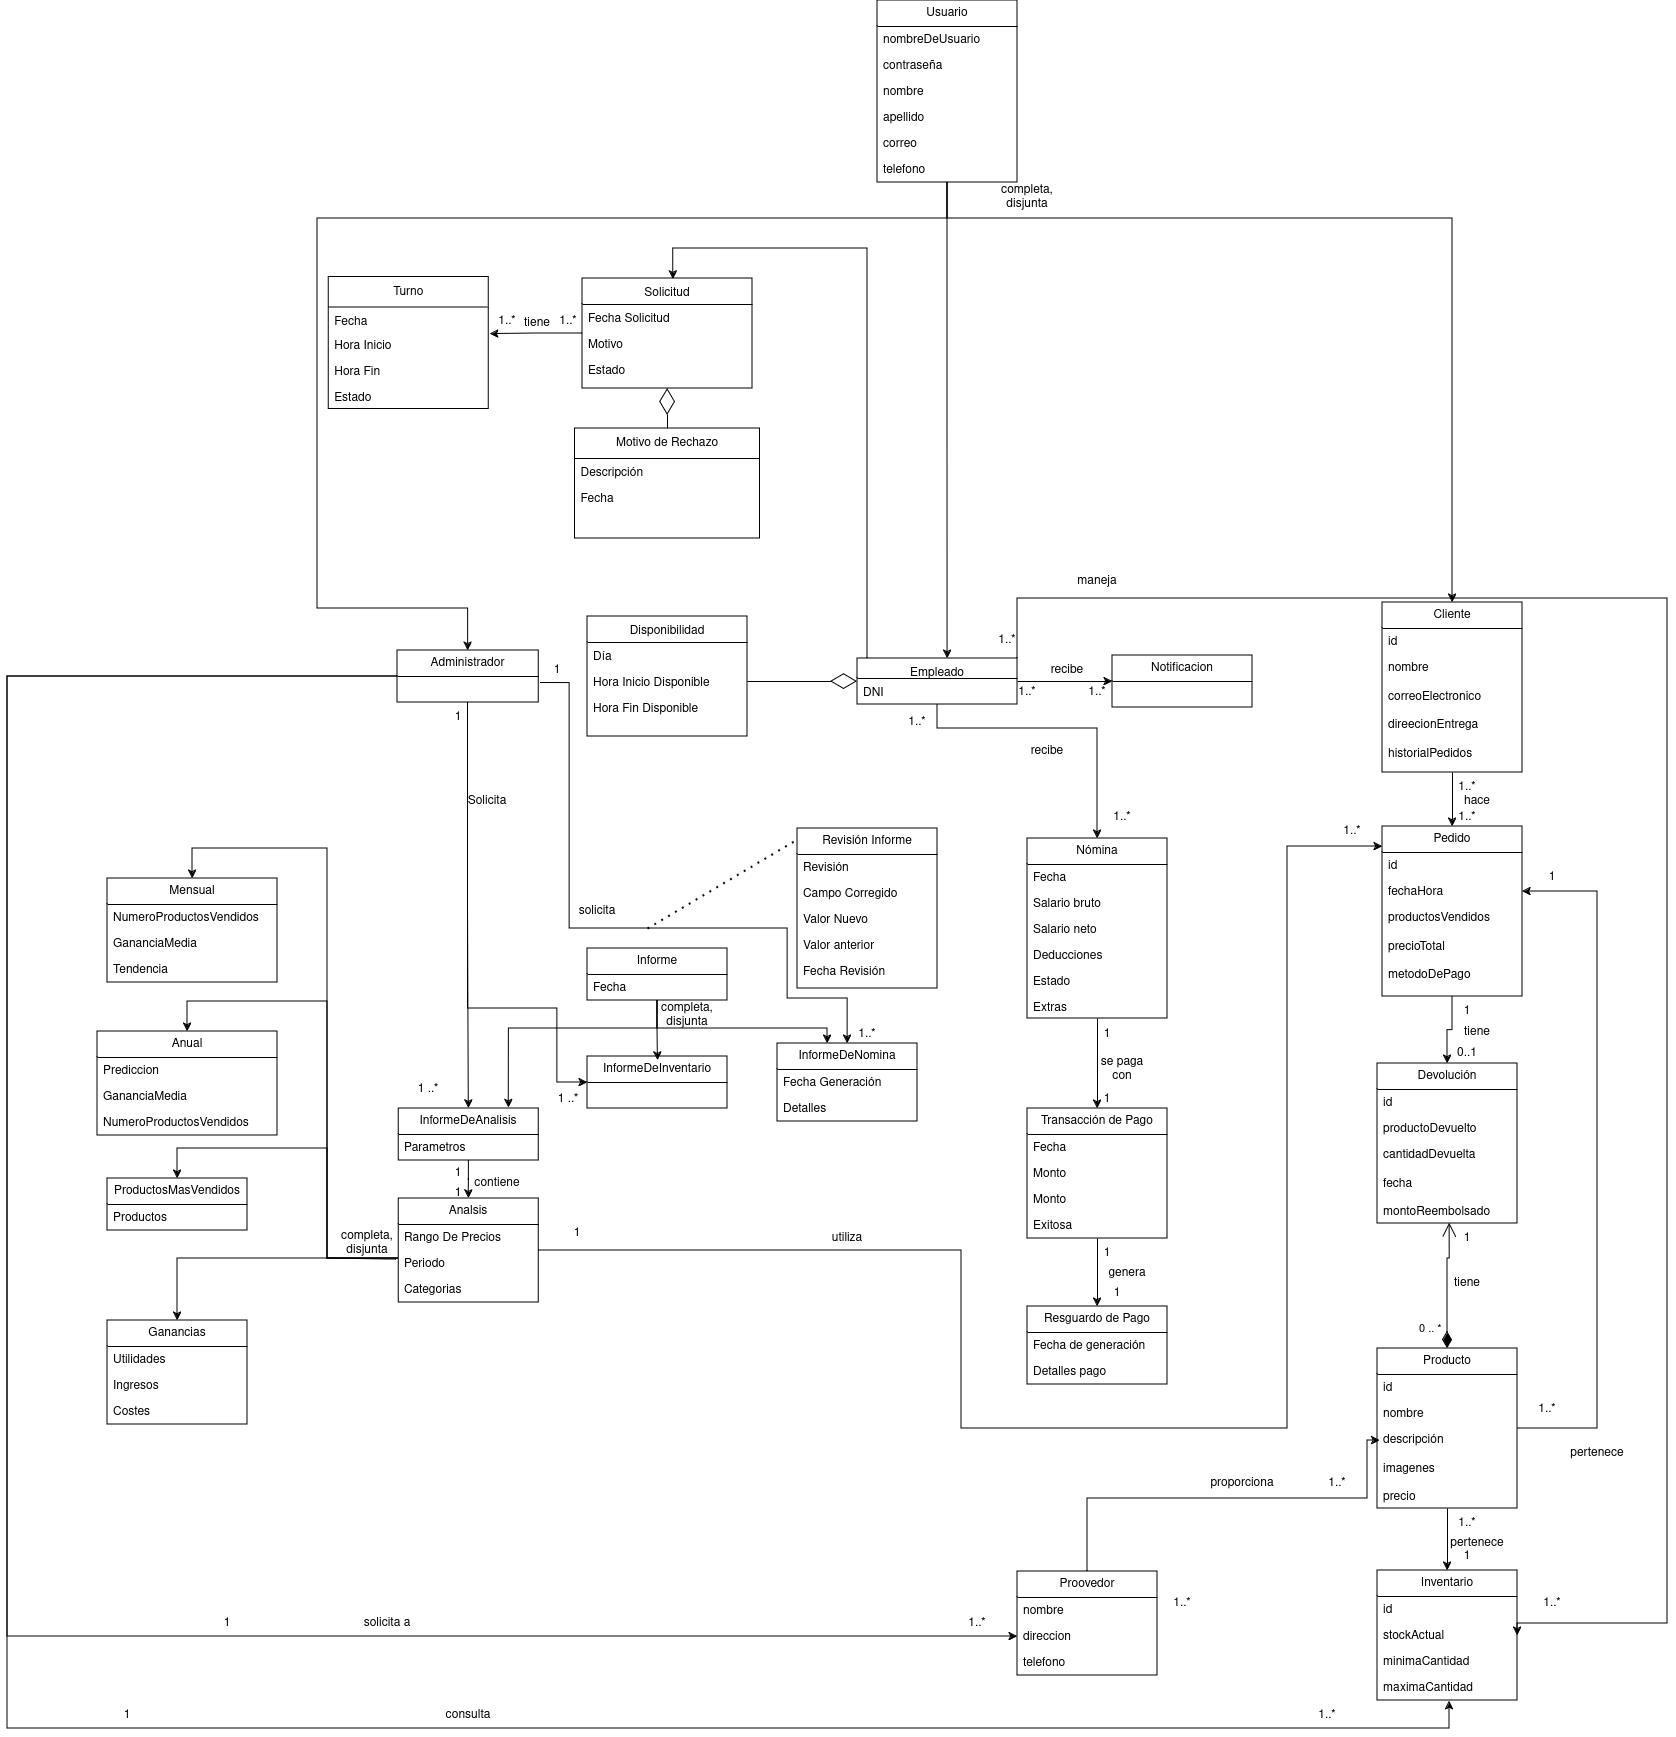 Usuario
nombreDeUsuario
contraseña
nombre
apellido
correo
telefono
completa,
disjunta
Turno
Fecha
Hora Inicio
Hora Fin
Estado
1..*
tiene
1..*
Solicitud
Fecha Solicitud
Motivo
Estado
Motivo de Rechazo
Descripción
Fecha
maneja
Disponibilidad
Día
Hora Inicio Disponible
Hora Fin Disponible
1..*
Empleado
DNI
recibe
1..*
1..*
Notificacion
Cliente
id
nombre
correoElectronico
direecionEntrega
historialPedidos
Administrador
1
1
Solicita
1..*
recibe
1..*
1..*
hace
1..*
1..*
Pedido
id
fechaHora
productosVendidos
precioTotal
metodoDePago
1
Mensual
NumeroProductosVendidos
GananciaMedia
Tendencia
solicita
Revisión Informe
Revisión
Campo Corregido
Valor Nuevo
Valor anterior
Fecha Revisión
Nómina
Fecha
Salario bruto
Salario neto
Deducciones
Estado
Extras
Informe
Fecha
completa,
disjunta
1..*
Anual
Prediccion
GananciaMedia
NumeroProductosVendidos
InformeDeInventario
InformeDeNomina
Fecha Generación
Detalles
1 ..*
1 ..*
1
se paga
con
1
1
tiene
0..1
Devolución
id
productoDevuelto
cantidadDevuelta
fecha
montoReembolsado
InformeDeAnalisis
Parametros
1
contiene
1
Transacción de Pago
Fecha
Monto
Monto
Exitosa
ProductosMasVendidos
Productos
Analsis
Rango De Precios
Periodo
Categorias
completa,
disjunta
1
utiliza
1
genera
1
1
tiene
0 .. *
Ganancias
Utilidades
Ingresos
Costes
Resguardo de Pago
Fecha de generación
Detalles pago
Producto
id
nombre
descripción
imagenes
precio
1..*
pertenece
proporciona
1..*
1..*
pertenece
1
Proovedor
nombre
direccion
telefono
1..*
Inventario
id
stockActual
minimaCantidad
maximaCantidad
1..*
1
solicita a
1..*
1
consulta
1..*